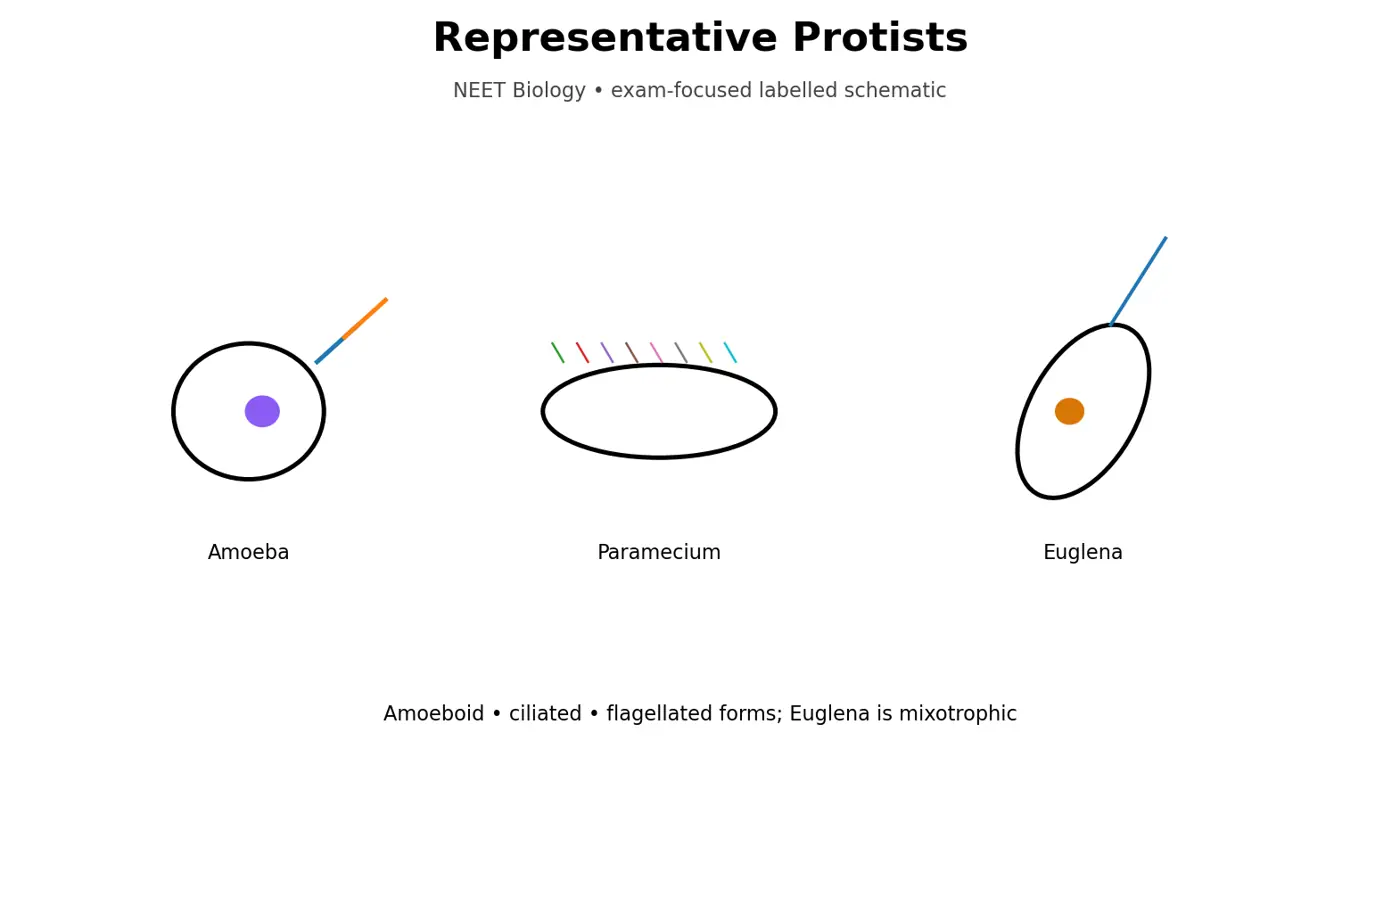 Representative Protists
NEET Biology • exam-focused labelled schematic
Amoeba
Paramecium
Euglena
Amoeboid • ciliated • flagellated forms; Euglena is mixotrophic